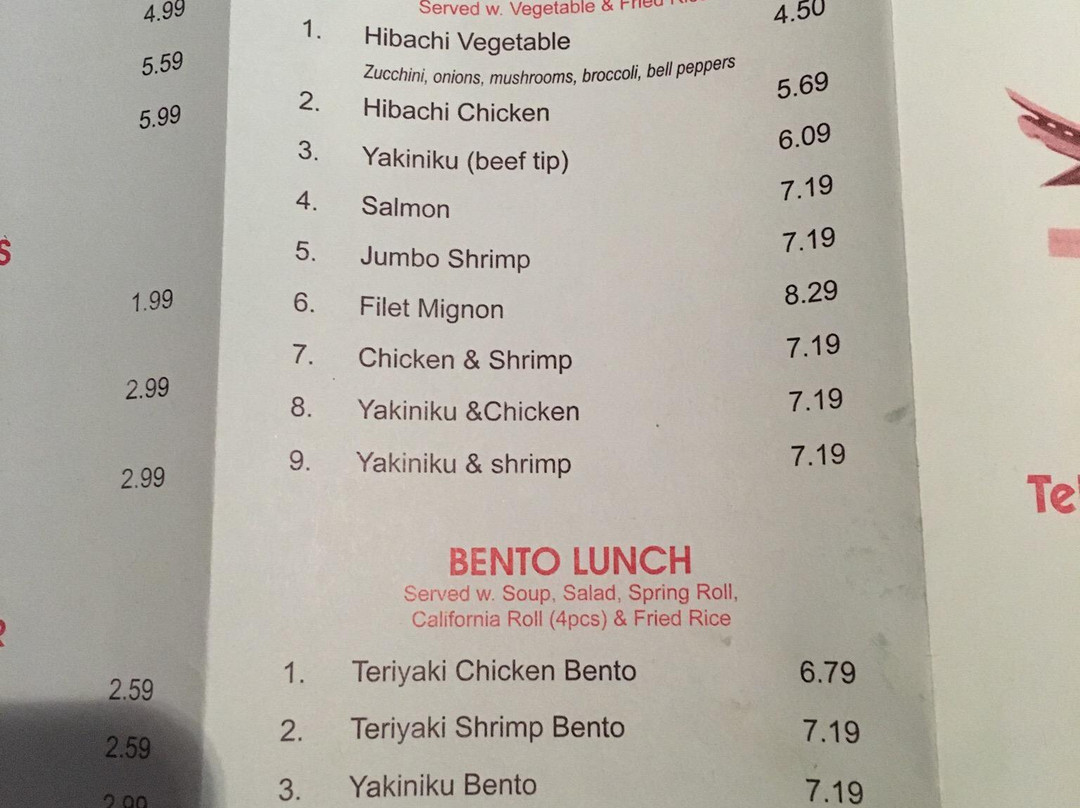 4.99
5.59
5.99
1.99
2.99
2.99
2.59
2.59
2.99
Served w. Vegetable & Fried Rice
1. Hibachi Vegetable 4.50
Zucchini, onions, mushrooms, broccoli, bell peppers
2. Hibachi Chicken 5.69
3. Yakiniku (beef tip) 6.09
4. Salmon 7.19
5. Jumbo Shrimp 7.19
6. Filet Mignon 8.29
7. Chicken & Shrimp 7.19
8. Yakiniku &Chicken 7.19
9. Yakiniku & shrimp 7.19
BENTO LUNCH
Served w. Soup, Salad, Spring Roll,
California Roll (4pcs) & Fried Rice
1. Teriyaki Chicken Bento 6.79
2. Teriyaki Shrimp Bento 7.19
3. Yakiniku Bento 7.19